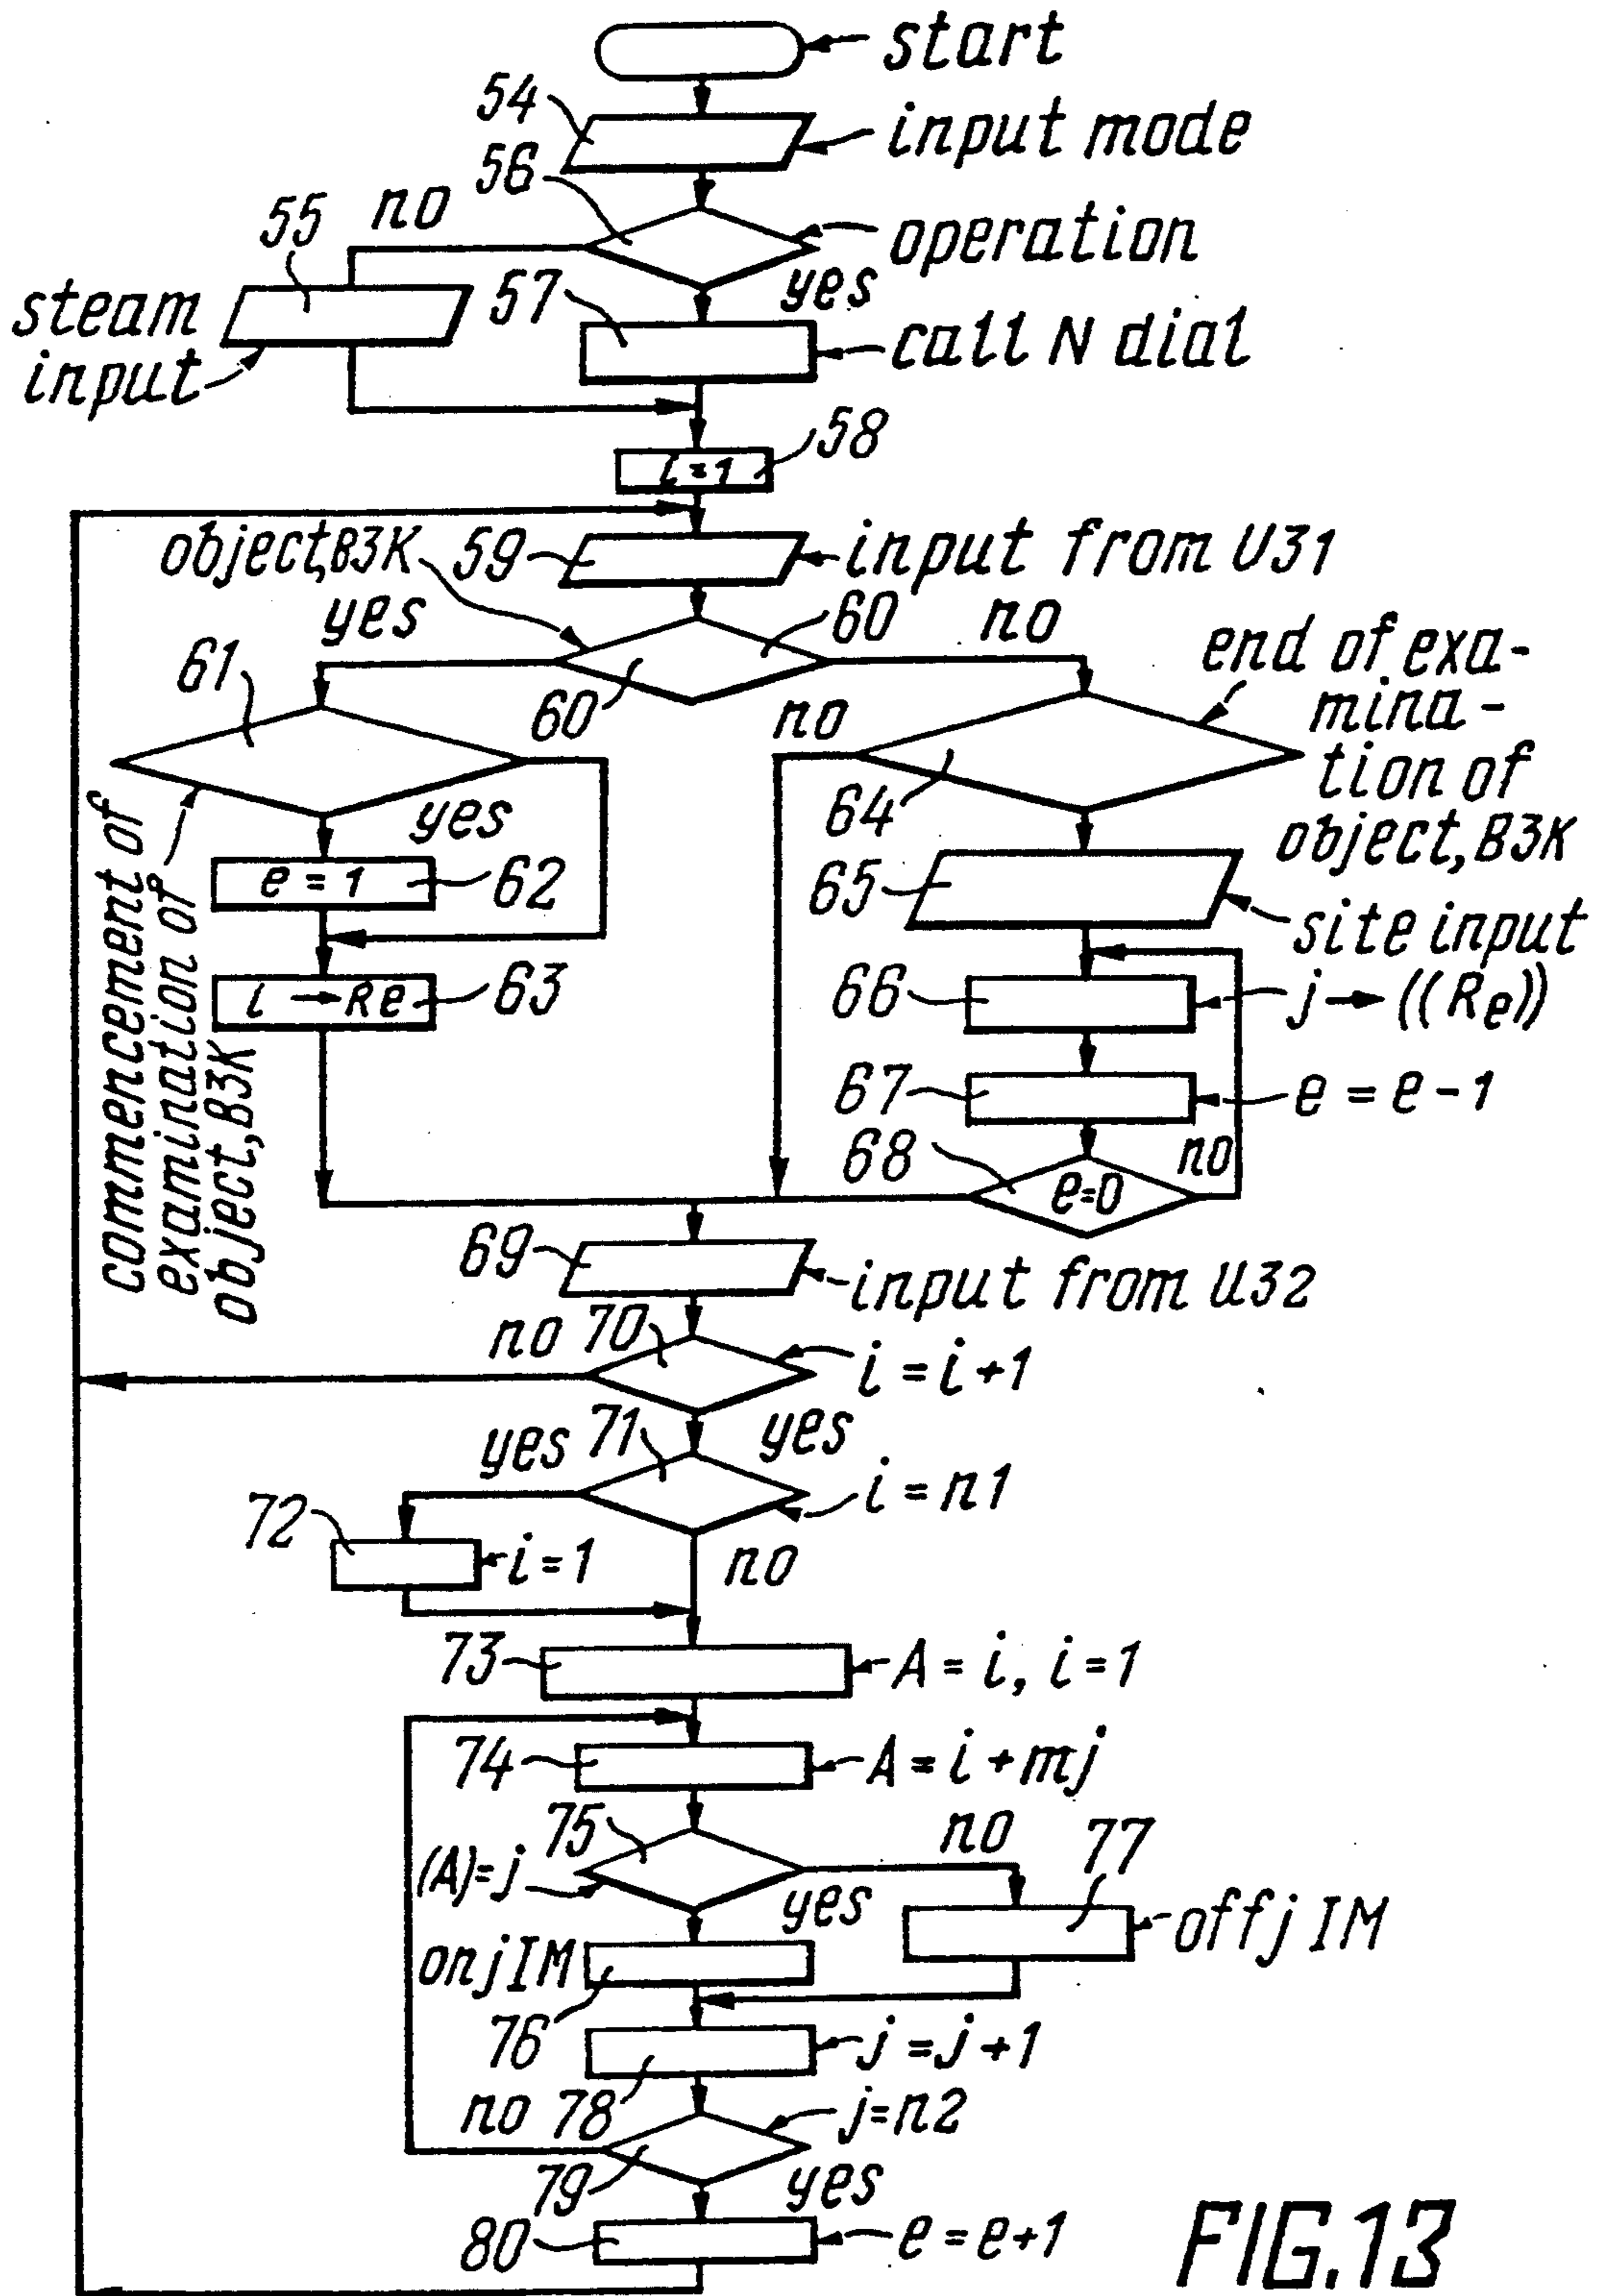 start
54
input mode
56
no
operation
55
yes
57
steam
input
call N dial
58
i=1
object,B3K
59
input from U31
yes
60
no
61
60
no
end of exa-
mina-
tion of
object,B3K
64
yes
e = 1
62
65
site input
commencement of
examination of
object,B3K
i → Re
63
66
j → ((Re))
67
e = e - 1
68
no
e=0
69
input from U32
no
70
i = i +1
yes
71
yes
i = n1
72
i = 1
no
73
A = i, i = 1
74
A = i + mj
75
no
77
(A)=j
yes
onjIM
offj IM
76
j = j +1
no
78
j=n2
79
yes
80
e = e+1
FIG.13